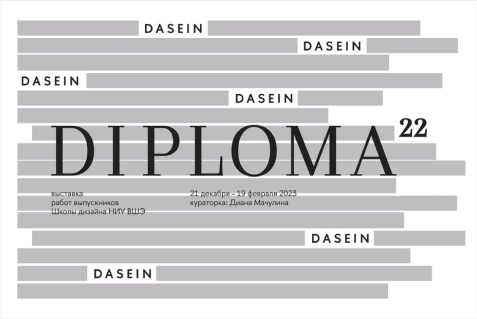 DASEIN
DASEIN
DASEIN
DASEIN
DIPLOMA 22
выставка
работ выпускников
Школы дизайна НИУ ВШЭ
21 декабря – 19 февраля 2023
кураторка: Диана Мачулина
DASEIN
DASEIN